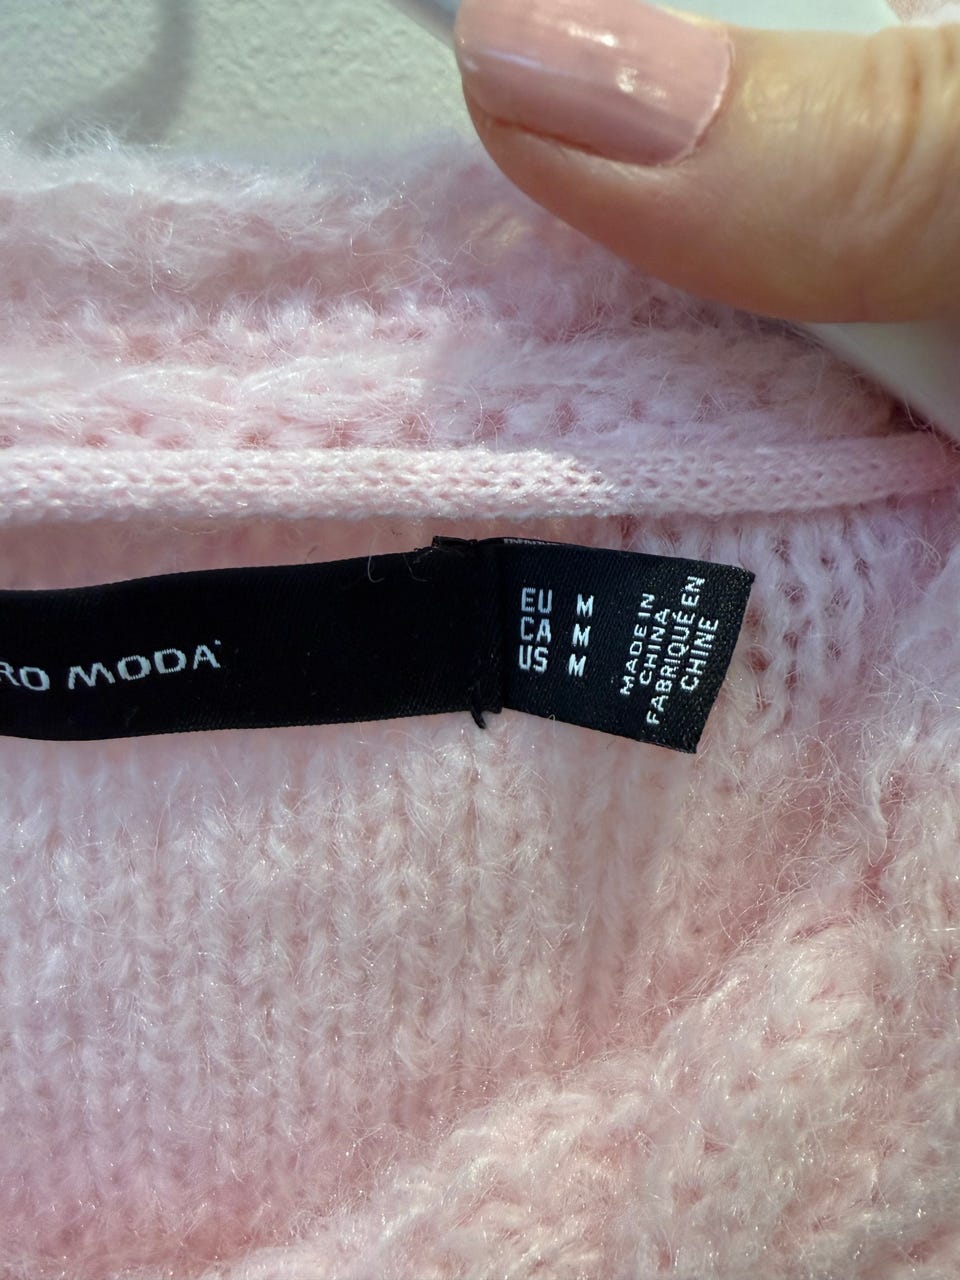 RO MODA
EU M
CA M
US M
MADE IN
CHINA
FABRIQUÉ EN
CHINE